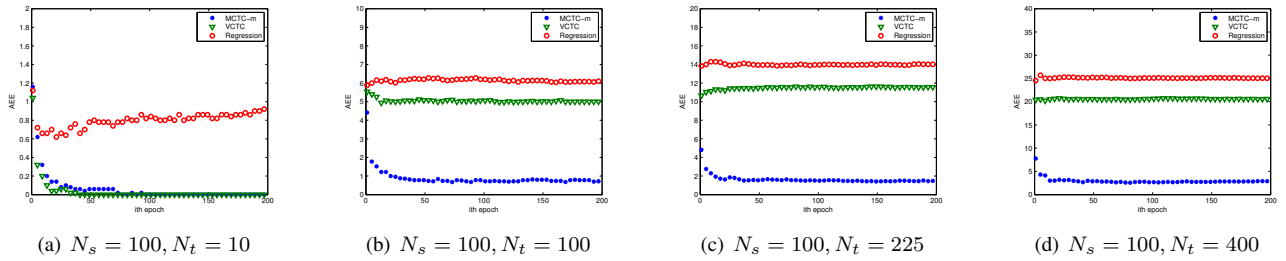 2
1.8
1.6
1.4
1.2
1
0.8
0.6
0.4
0.2
0
AEE
0 50 100 150 200
ith epoch
MCTC-m
VCTC
Regression
(a) N_s = 100, N_t = 10
10
9
8
7
6
5
4
3
2
1
0
AEE
0 50 100 150 200
ith epoch
MCTC-m
VCTC
Regression
(b) N_s = 100, N_t = 100
20
18
16
14
12
10
8
6
4
2
0
AEE
0 50 100 150 200
ith epoch
MCTC-m
VCTC
Regression
(c) N_s = 100, N_t = 225
40
35
30
25
20
15
10
5
0
AEE
0 50 100 150 200
ith epoch
MCTC-m
VCTC
Regression
(d) N_s = 100, N_t = 400